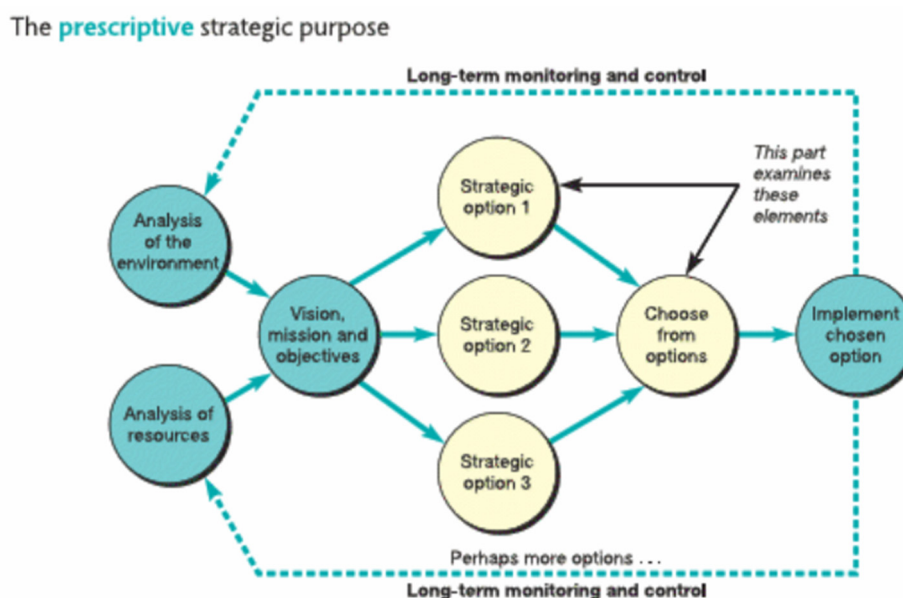 The prescriptive strategic purpose
Long-term monitoring and control
This part
examines
these
elements
Analysis
of the
environment
Analysis of
resources
Vision,
mission and
objectives
Strategic
option 1
Strategic
option 2
Strategic
option 3
Choose
from
options
Implement
chosen
option
Perhaps more options ...
Long-term monitoring and control